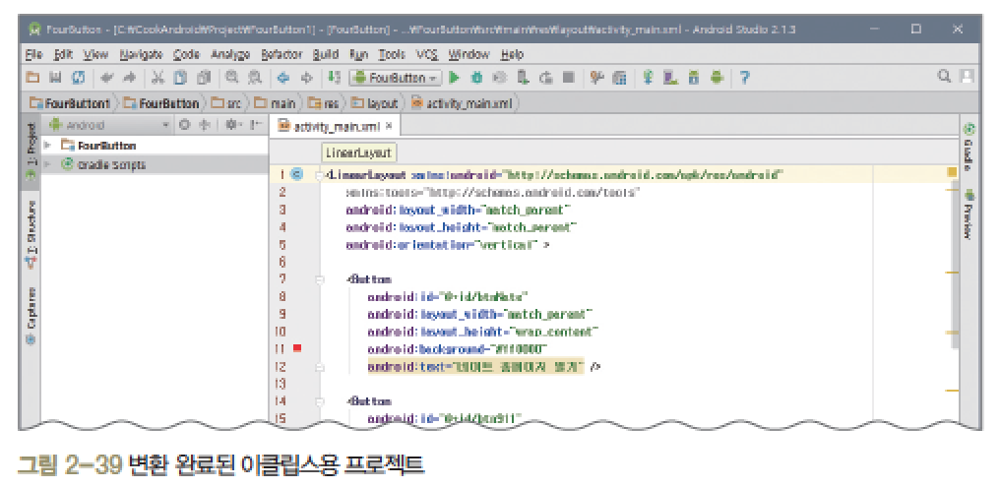 FourButton - [C:\CookAndroid\Project\FourButton1] - [FourButton] - ...\FourButton\src\main\res\layout\activity_main.xml - Android Studio 2.1.3
File Edit View Navigate Code Analyze Refactor Build Run Tools VCS Window Help
FourButton
FourButton1 FourButton src main res layout activity_main.xml
Android
activity_main.xml
1: Project
FourButton
Gradle Scripts
LinearLayout
1 <LinearLayout xmlns:android="http://schemas.android.com/apk/res/android"
2 xmlns:tools="http://schemas.android.com/tools"
3 android:layout_width="match_parent"
4 android:layout_height="match_parent"
5 android:orientation="vertical" >
6
7 <Button
8 android:id="@+id/btnNate"
9 android:layout_width="match_parent"
10 android:layout_height="wrap_content"
11 android:background="#ff0000"
12 android:text="네이트 홈페이지 열기" />
13
14 <Button
15 android:id="@+id/btn911"
Z: Structure
Captures
Gradle
Preview
그림 2-39 변환 완료된 이클립스용 프로젝트